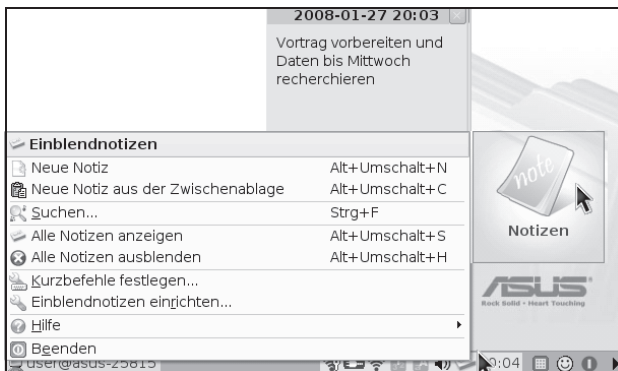 2008-01-27 20:03
Vortrag vorbereiten und
Daten bis Mittwoch
recherchieren
Einblendnotizen
Neue Notiz Alt+Umschalt+N
Neue Notiz aus der Zwischenablage Alt+Umschalt+C
Suchen... Strg+F
Alle Notizen anzeigen Alt+Umschalt+S
Alle Notizen ausblenden Alt+Umschalt+H
Kurzbefehle festlegen...
Einblendnotizen einrichten...
Hilfe
Beenden
note
Notizen
ASUS
Rock Solid • Heart Touching
user@asus-25815
0:04